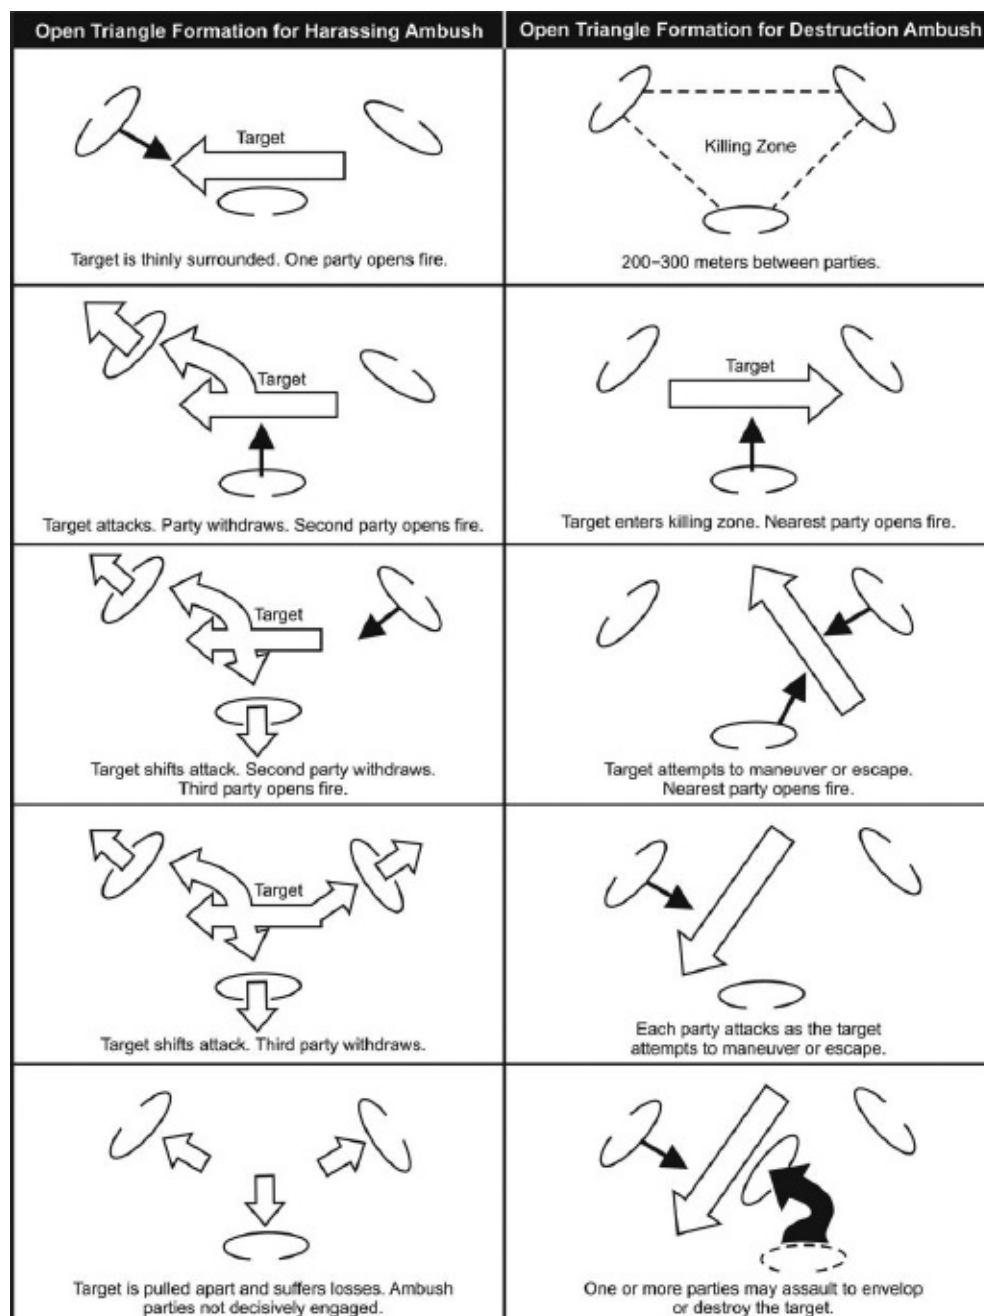 Open Triangle Formation for Harassing Ambush
Open Triangle Formation for Destruction Ambush
Target
Target is thinly surrounded. One party opens fire.
Killing Zone
200–300 meters between parties.
Target
Target attacks. Party withdraws. Second party opens fire.
Target
Target enters killing zone. Nearest party opens fire.
Target
Target shifts attack. Second party withdraws.
Third party opens fire.
Target attempts to maneuver or escape.
Nearest party opens fire.
Target
Target shifts attack. Third party withdraws.
Each party attacks as the target
attempts to maneuver or escape.
Target is pulled apart and suffers losses. Ambush
parties not decisively engaged.
One or more parties may assault to envelop
or destroy the target.